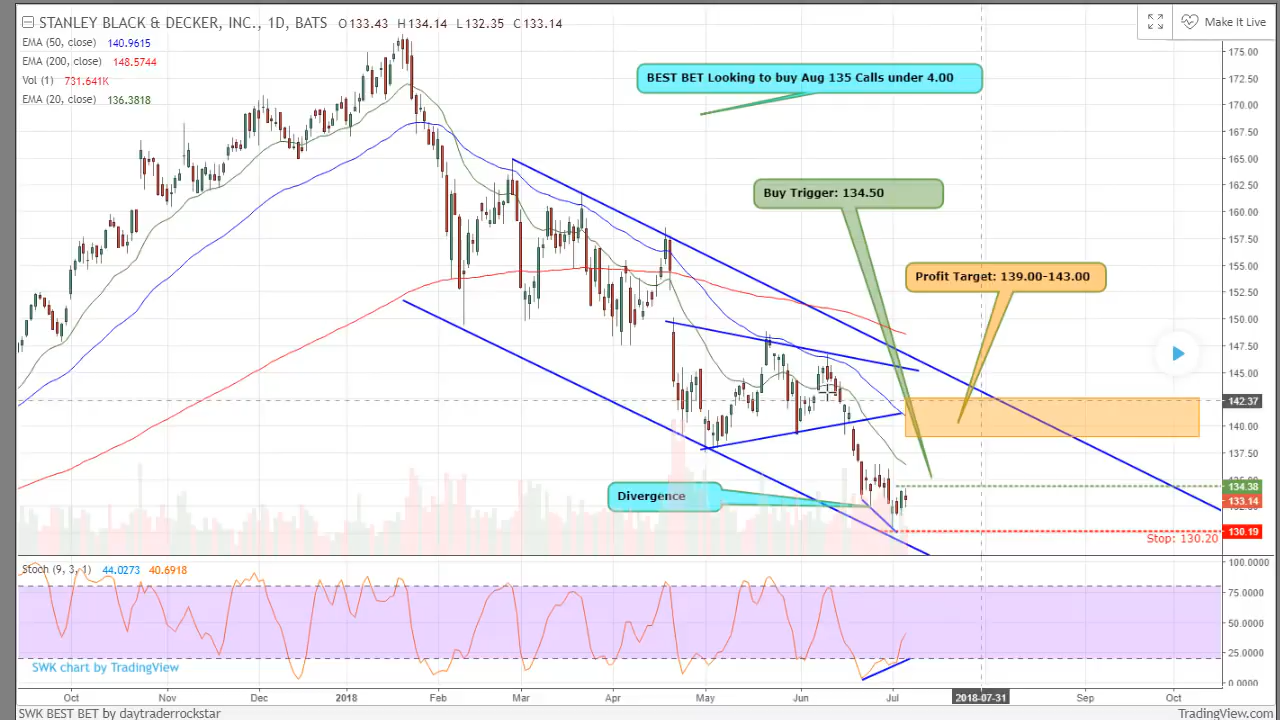 STANLEY BLACK & DECKER, INC., 1D, BATS O133.43 H134.14 L132.35 C133.14
Make It Live
EMA (50, close) 140.9615
EMA (200, close) 148.5744
Vol (1) 731.641K
EMA (20, close) 136.3818
BEST BET Looking to buy Aug 135 Calls under 4.00
Buy Trigger: 134.50
Profit Target: 139.00-143.00
Divergence
Stop: 130.20
175.00
172.50
170.00
167.50
165.00
162.50
160.00
157.50
155.00
152.50
150.00
147.50
145.00
142.37
140.00
137.50
134.38
133.14
130.19
Stoch (9, 3, 1) 44.0273 40.6918
100.0000
75.0000
50.0000
25.0000
0.0000
SWK chart by TradingView
Oct Nov Dec 2018 Feb Mar Apr May Jun Jul 2018-07-31 Sep Oct
SWK BEST BET by daytraderrockstar
TradingView.com